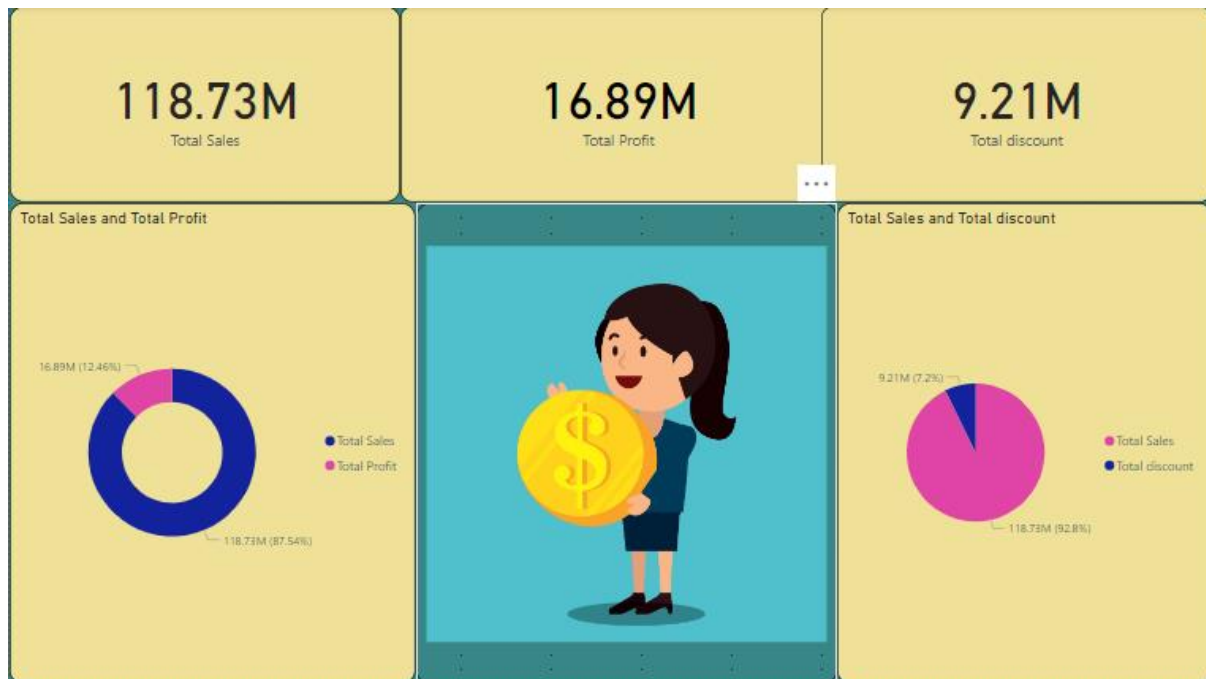 118.73M
Total Sales
16.89M
Total Profit
9.21M
Total discount
Total Sales and Total Profit
16.89M (12.46%)
Total Sales
Total Profit
118.73M (87.54%)
$
Total Sales and Total discount
9.21M (7.2%)
Total Sales
Total discount
118.73M (92.8%)